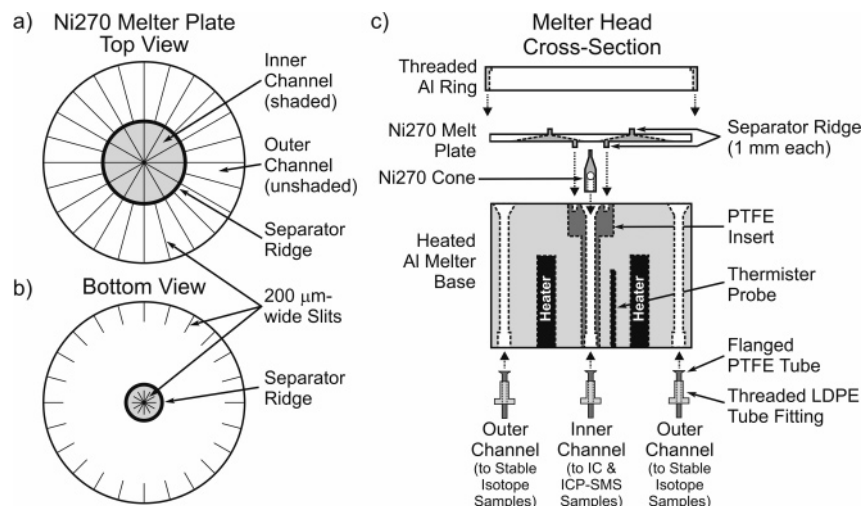 a)
Ni270 Melter Plate
Top View
Inner
Channel
(shaded)
Outer
Channel
(unshaded)
Separator
Ridge
b)
Bottom View
200 μm-
wide Slits
Separator
Ridge
c)
Melter Head
Cross-Section
Threaded
Al Ring
Ni270 Melt
Plate
Separator Ridge
(1 mm each)
Ni270 Cone
PTFE
Insert
Heated
Al Melter
Base
Thermister
Probe
Heater
Heater
Flanged
PTFE Tube
Threaded LDPE
Tube Fitting
Outer
Channel
(to Stable
Isotope
Samples)
Inner
Channel
(to IC &
ICP-SMS
Samples)
Outer
Channel
(to Stable
Isotope
Samples)